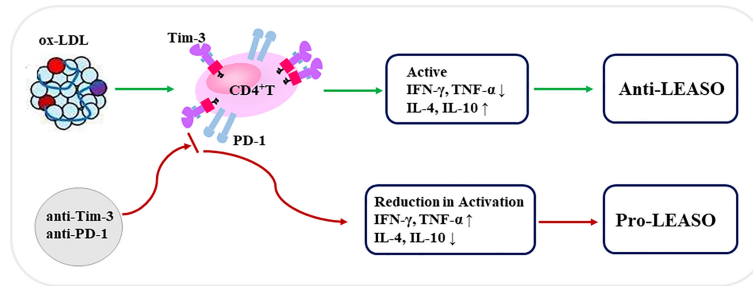 ox-LDL
Tim-3
CD4⁺T
PD-1
Active
IFN-γ, TNF-α ↓
IL-4, IL-10 ↑
Anti-LEASO
anti-Tim-3
anti-PD-1
Reduction in Activation
IFN-γ, TNF-α ↑
IL-4, IL-10 ↓
Pro-LEASO